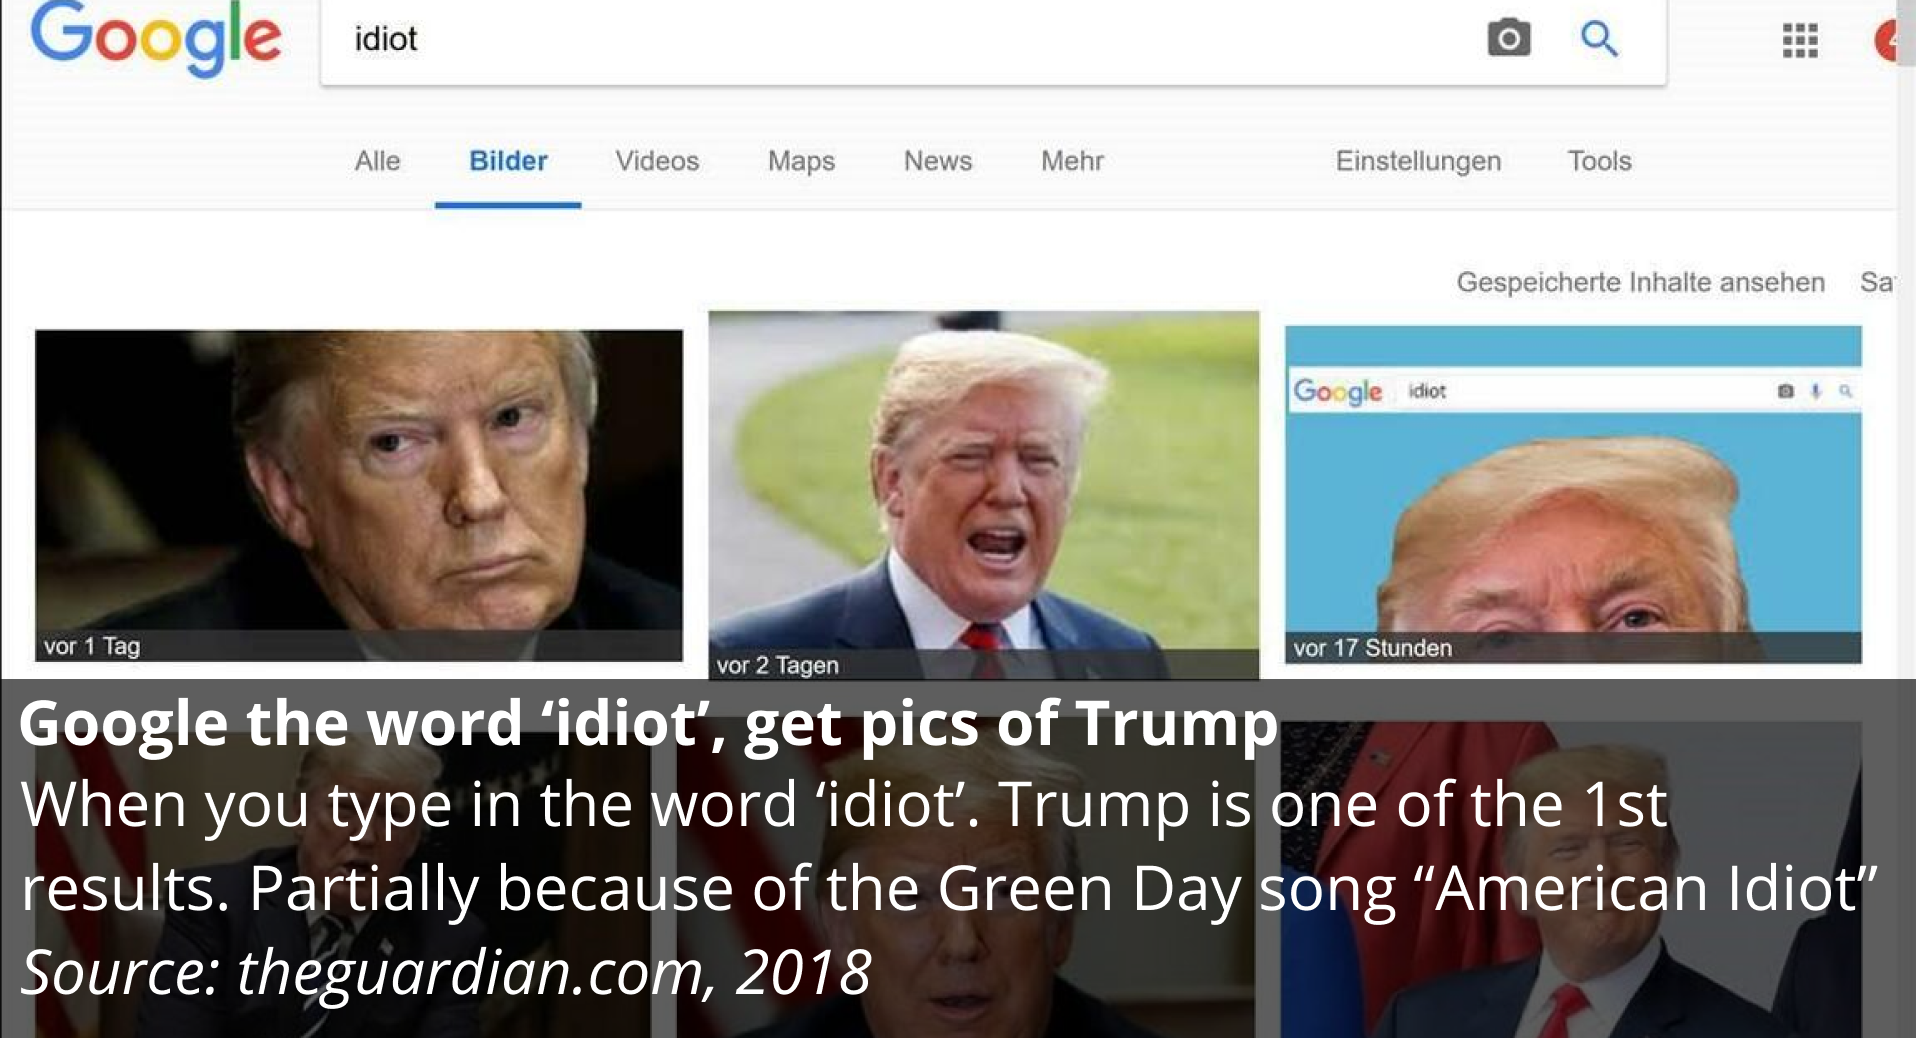 Google idiot
Alle Bilder Videos Maps News Mehr Einstellungen Tools
Gespeicherte Inhalte ansehen
Google idiot
vor 1 Tag
vor 2 Tagen
vor 17 Stunden
Google the word ‘idiot’, get pics of Trump
When you type in the word ‘idiot’. Trump is one of the 1st
results. Partially because of the Green Day song “American Idiot”
Source: theguardian.com, 2018